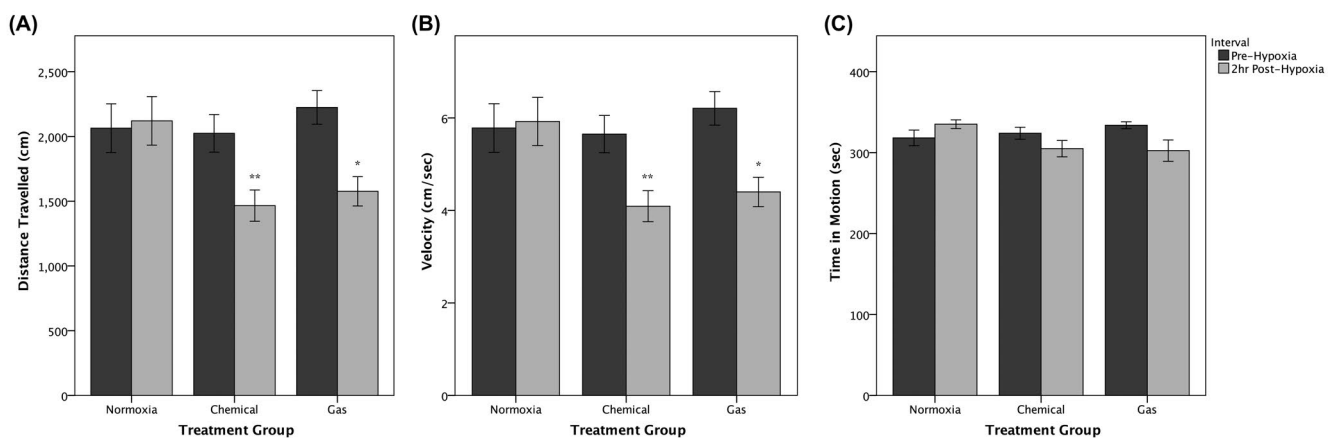 (A)
Distance Travelled (cm)
2,500
2,000
1,500
1,000
500
0
**
*
Normoxia
Chemical
Gas
Treatment Group
(B)
Velocity (cm/sec)
6
4
2
0
**
*
Normoxia
Chemical
Gas
Treatment Group
(C)
Time in Motion (sec)
400
300
200
100
0
Normoxia
Chemical
Gas
Treatment Group
Interval
Pre-Hypoxia
2hr Post-Hypoxia